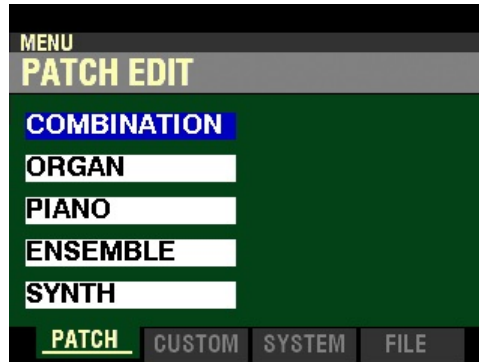 MENU
PATCH EDIT
COMBINATION
ORGAN
PIANO
ENSEMBLE
SYNTH
PATCH CUSTOM SYSTEM FILE